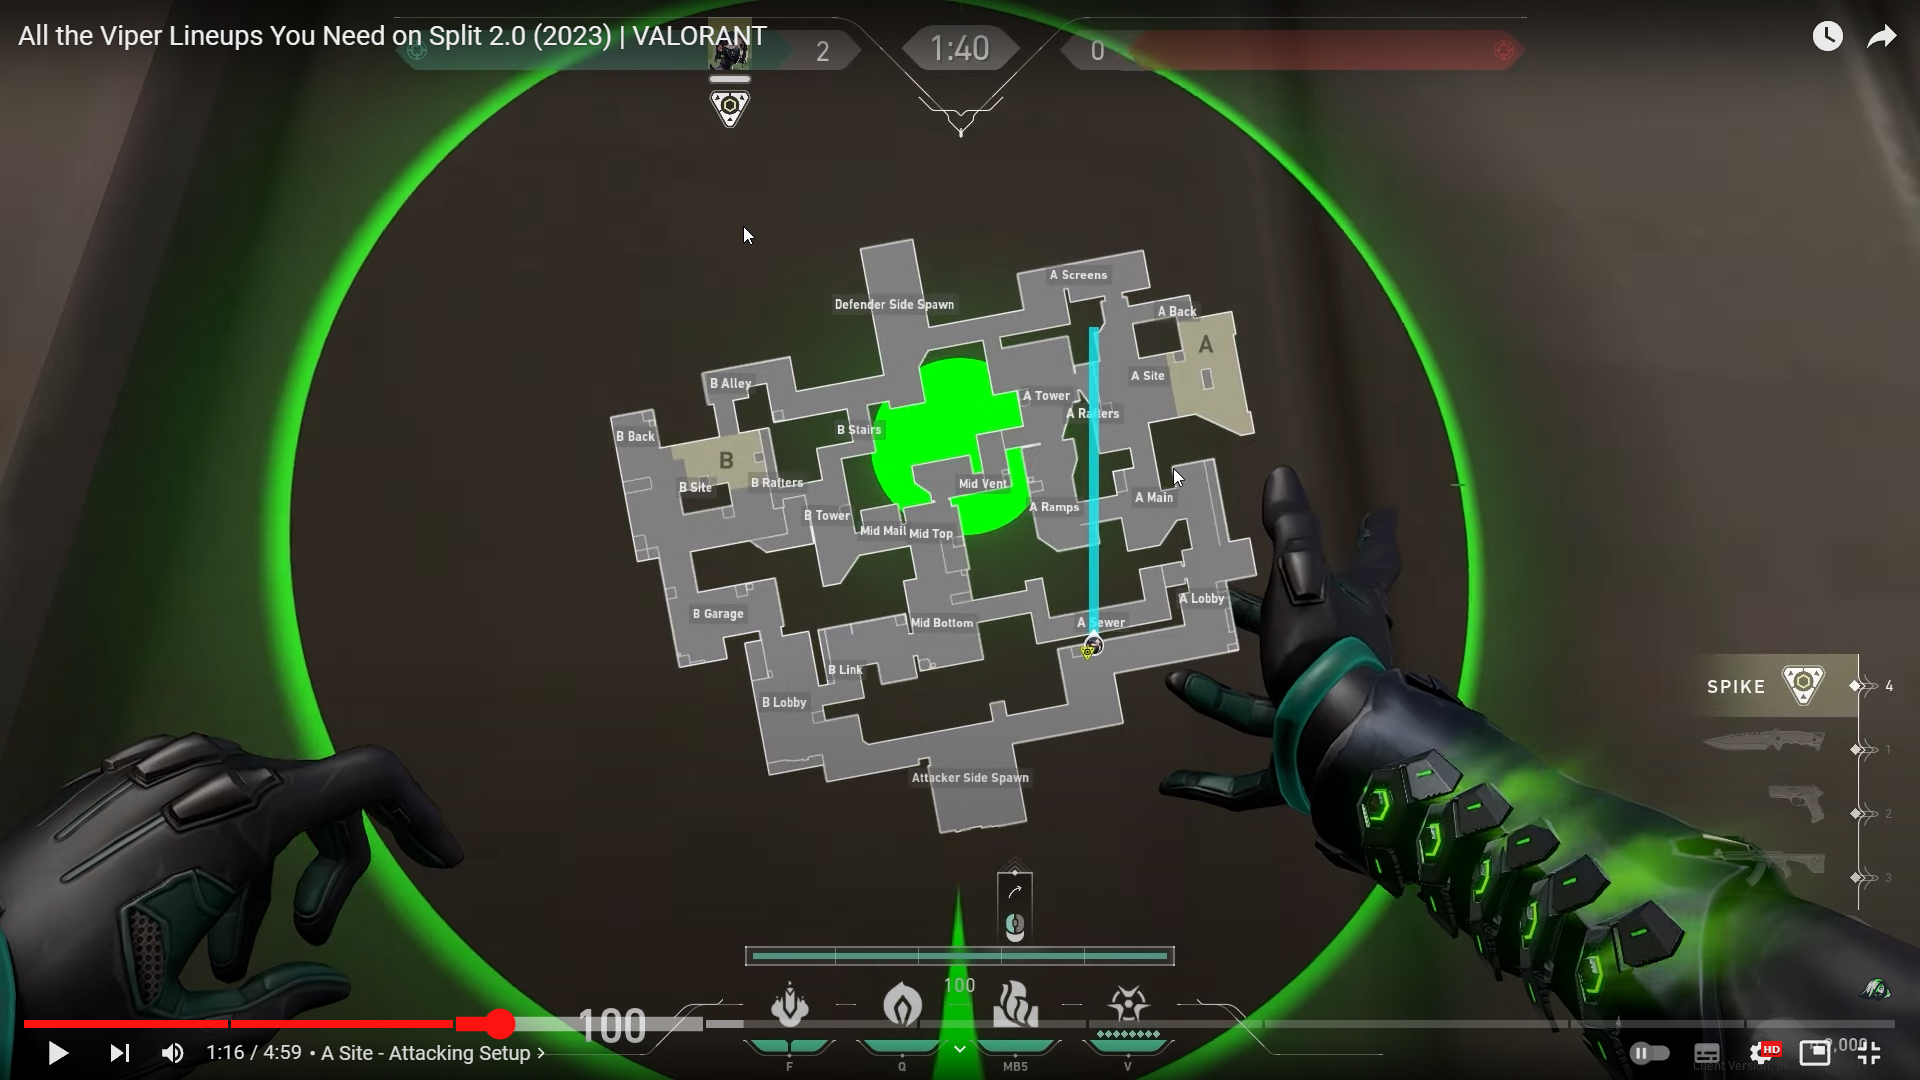 All the Viper Lineups You Need on Split 2.0 (2023) | VALORANT
2
1:40
0
A Screens
Defender Side Spawn
A Back
A
A Site
B Alley
A Tower
A Rafters
B Stairs
B Back
B
B Site
B Rafters
Mid Vent
A Main
A Ramps
B Tower
Mid Mail
Mid Top
A Lobby
B Garage
Mid Bottom
A Sewer
B Link
B Lobby
Attacker Side Spawn
SPIKE
4
1
2
3
100
100
1:16 / 4:59 • A Site - Attacking Setup
HD
F
Q
MB5
V